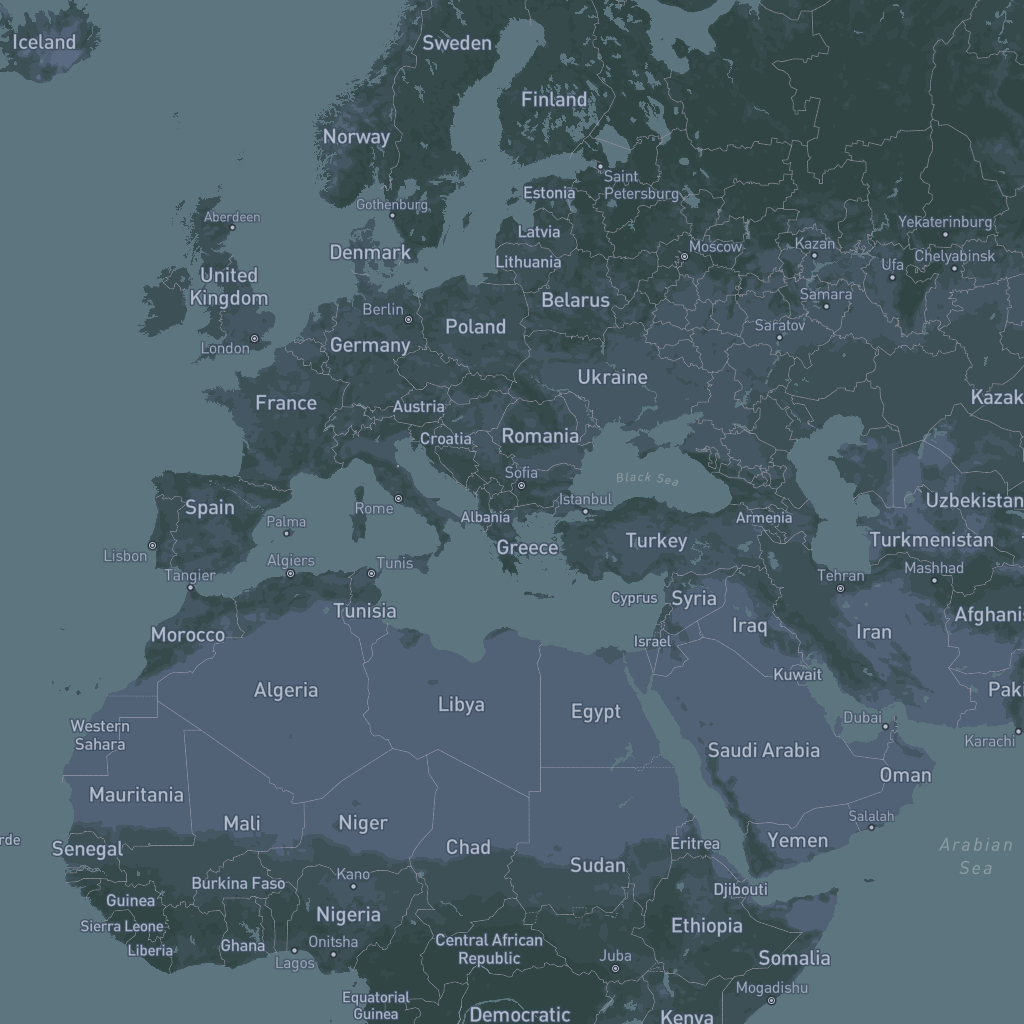 Iceland
Sweden
Finland
Norway
Saint
Petersburg
Estonia
Gothenburg
Aberdeen
Yekaterinburg
Latvia
Moscow
Kazan
Denmark
Chelyabinsk
Lithuania
Ufa
United
Kingdom
Samara
Belarus
Berlin
Poland
Saratov
London
Germany
Ukraine
Kazak
France
Austria
Croatia
Romania
Sofia
Black Sea
Istanbul
Uzbekistan
Spain
Rome
Albania
Armenia
Palma
Greece
Turkey
Turkmenistan
Lisbon
Algiers
Tunis
Mashhad
Tangier
Tehran
Cyprus
Syria
Tunisia
Afghanis
Morocco
Iraq
Iran
Israel
Kuwait
Algeria
Pak
Libya
Egypt
Dubai
Western
Sahara
Karachi
Saudi Arabia
Oman
Mauritania
Salalah
Mali
Niger
rde
Yemen
Eritrea
Senegal
Chad
Arabian
Sea
Sudan
Kano
Burkina Faso
Djibouti
Guinea
Nigeria
Sierra Leone
Ethiopia
Ghana
Onitsha
Central African
Republic
Liberia
Lagos
Juba
Somalia
Mogadishu
Equatorial
Guinea
Democratic
Kenya